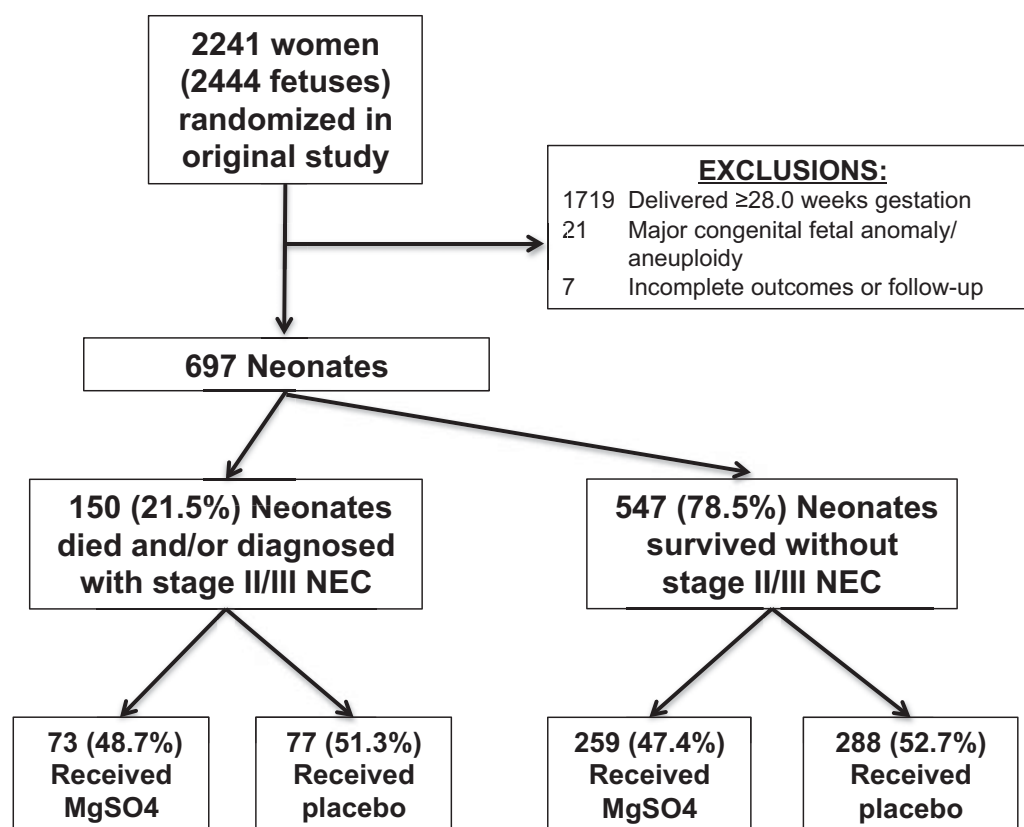 2241 women
(2444 fetuses)
randomized in
original study
EXCLUSIONS:
1719 Delivered ≥28.0 weeks gestation
21 Major congenital fetal anomaly/
aneuploidy
7 Incomplete outcomes or follow-up
697 Neonates
150 (21.5%) Neonates
died and/or diagnosed
with stage II/III NEC
547 (78.5%) Neonates
survived without
stage II/III NEC
73 (48.7%)
Received
MgSO4
77 (51.3%)
Received
placebo
259 (47.4%)
Received
MgSO4
288 (52.7%)
Received
placebo